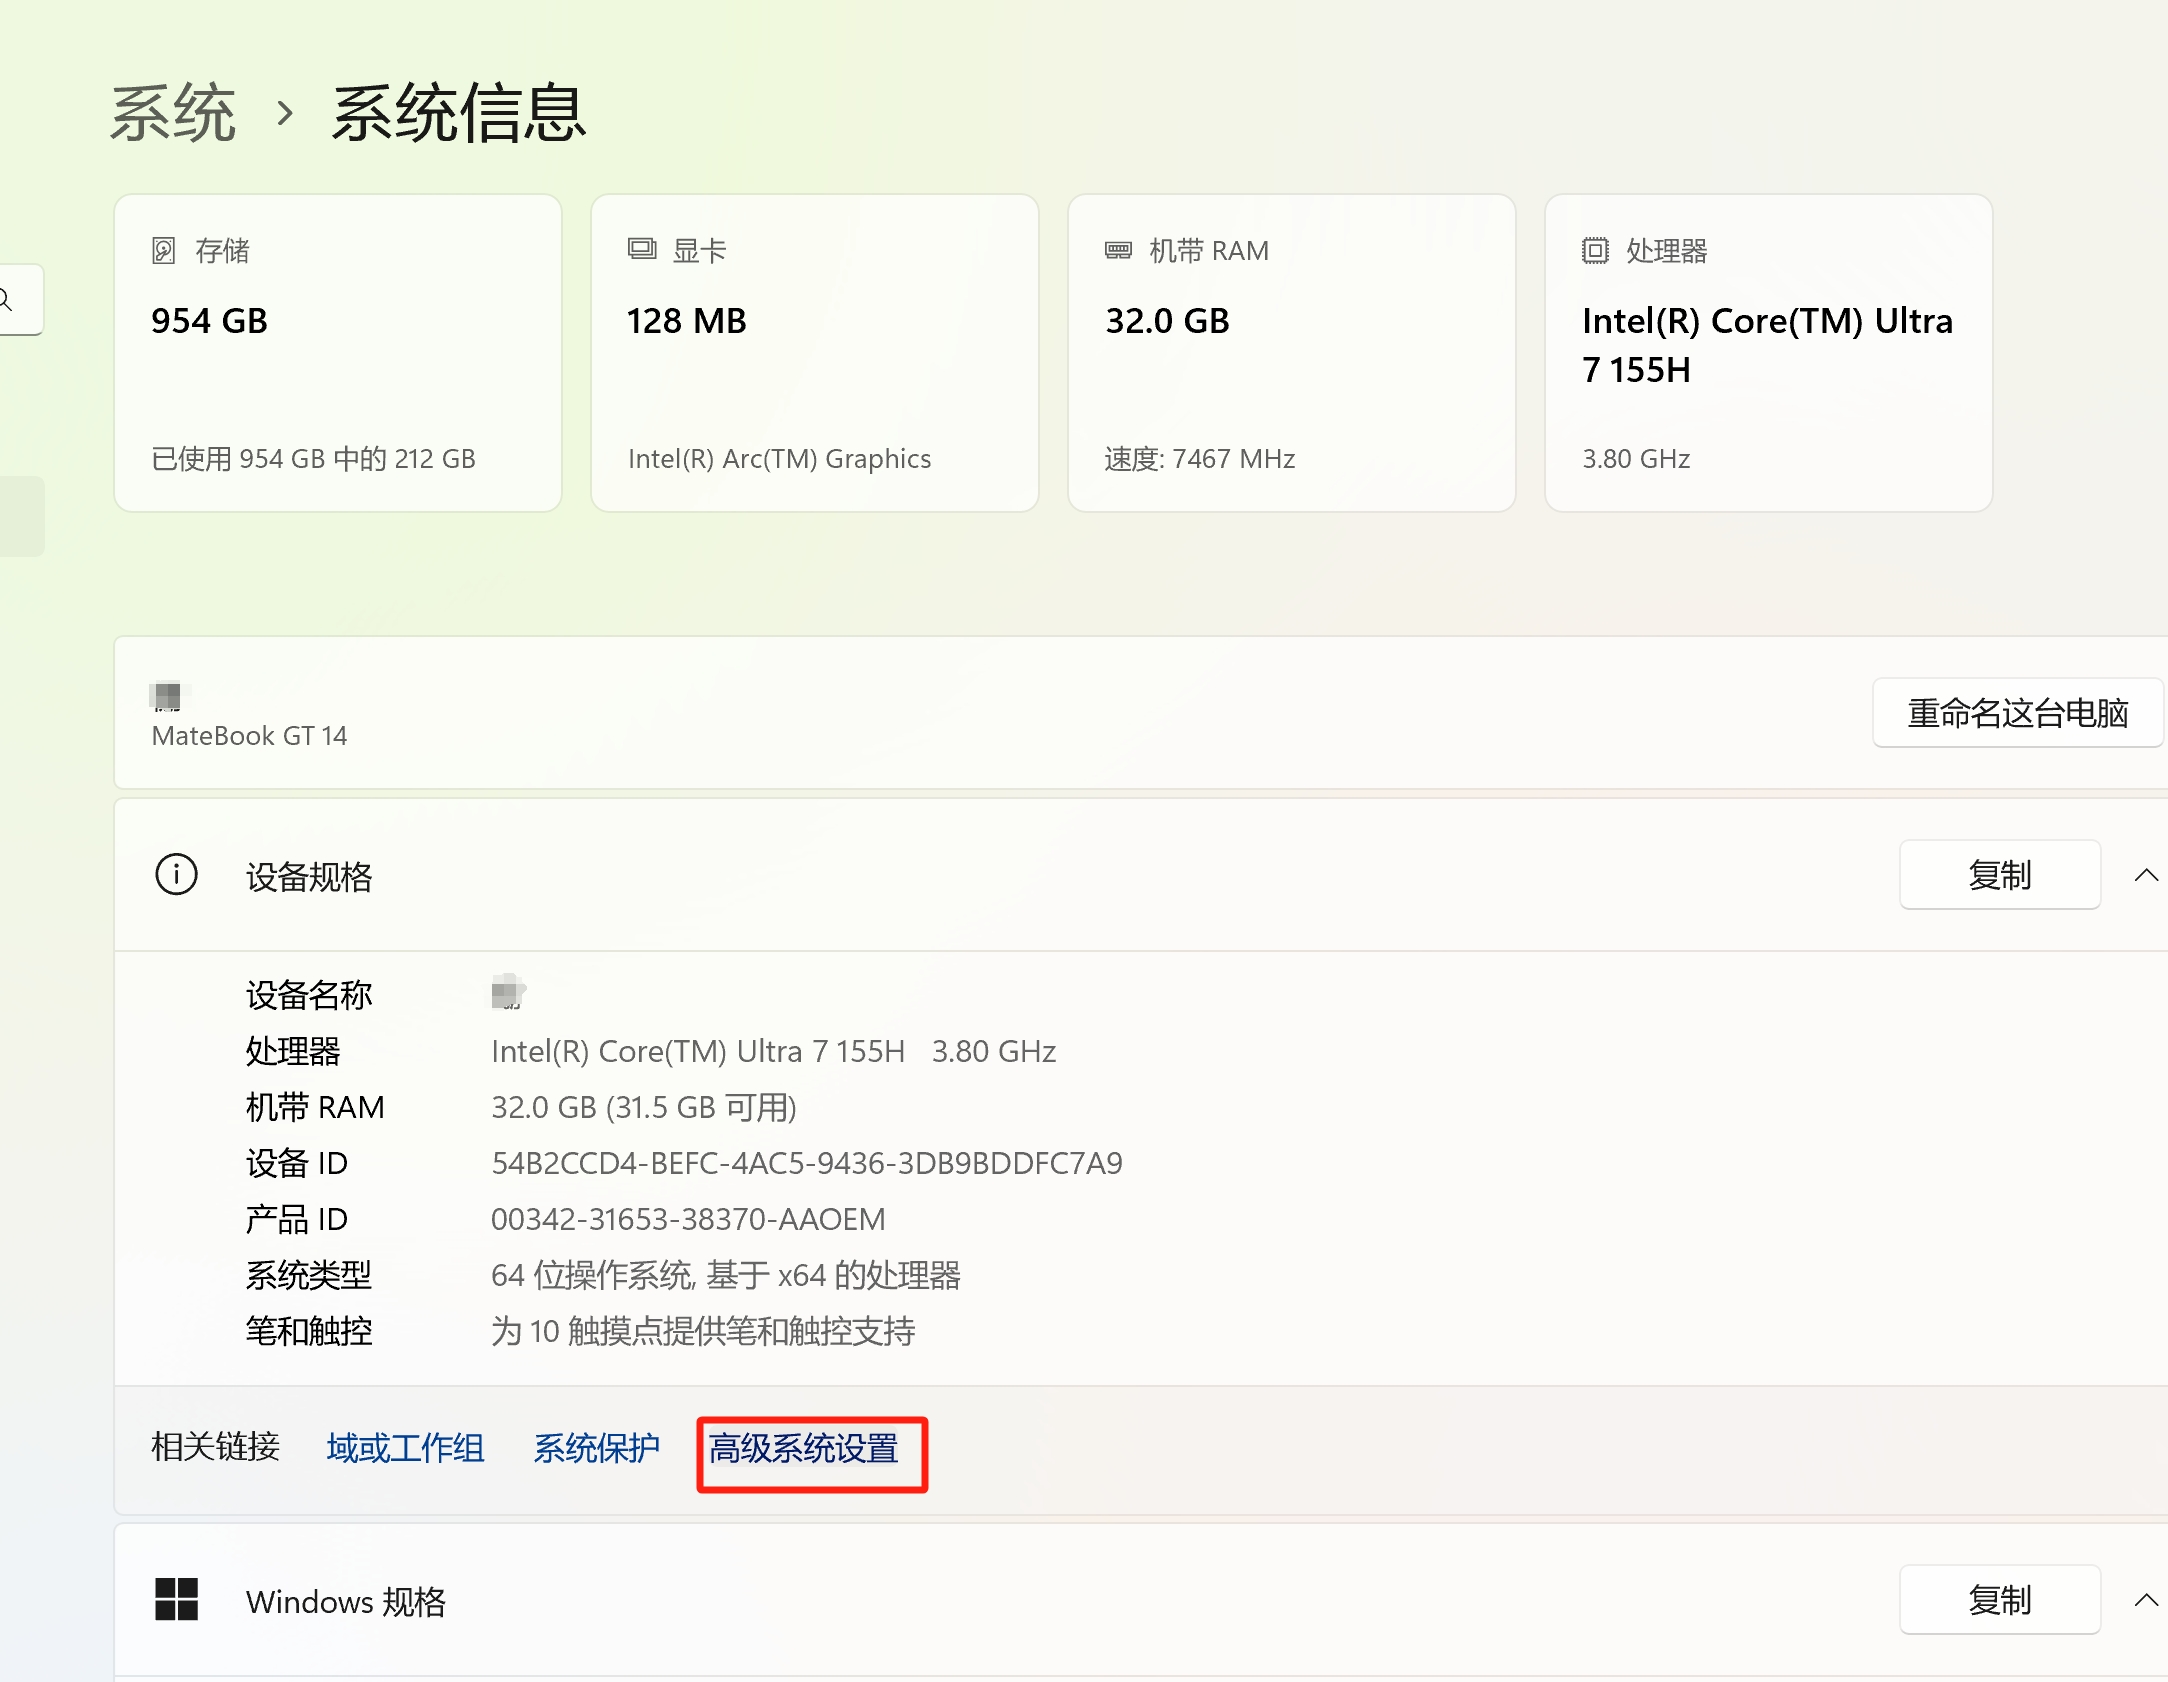 系统 › 系统信息
存储
954 GB
已使用 954 GB 中的 212 GB
显卡
128 MB
Intel(R) Arc(TM) Graphics
机带 RAM
32.0 GB
速度: 7467 MHz
处理器
Intel(R) Core(TM) Ultra
7 155H
3.80 GHz
MateBook GT 14
重命名这台电脑
设备规格
复制
设备名称
处理器 Intel(R) Core(TM) Ultra 7 155H 3.80 GHz
机带 RAM 32.0 GB (31.5 GB 可用)
设备 ID 54B2CCD4-BEFC-4AC5-9436-3DB9BDDFC7A9
产品 ID 00342-31653-38370-AAOEM
系统类型 64 位操作系统, 基于 x64 的处理器
笔和触控 为 10 触摸点提供笔和触控支持
相关链接 域或工作组 系统保护 高级系统设置
Windows 规格
复制